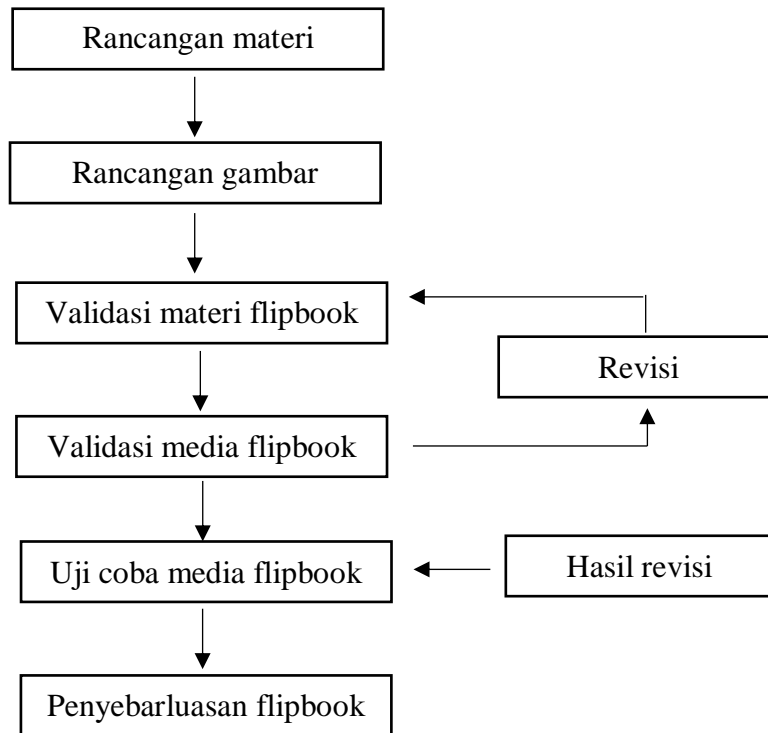 Rancangan materi
Rancangan gambar
Validasi materi flipbook
Revisi
Validasi media flipbook
Uji coba media flipbook
Hasil revisi
Penyebarluasan flipbook